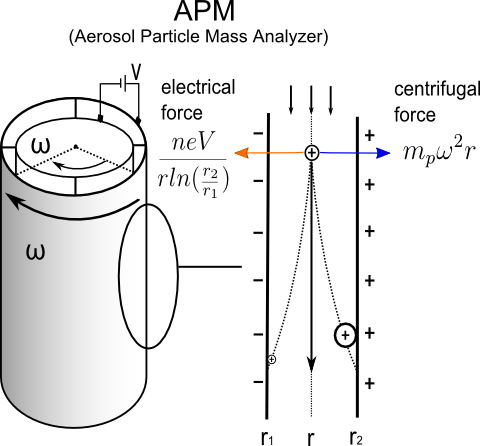 APM
(Aerosol Particle Mass Analyzer)
V
electrical
force
neV
rln(r₂/r₁)
centrifugal
force
mₚω²r
ω
ω
+
+
+
+
+
+
+
+
+
−
−
−
−
−
−
r₁
r
r₂